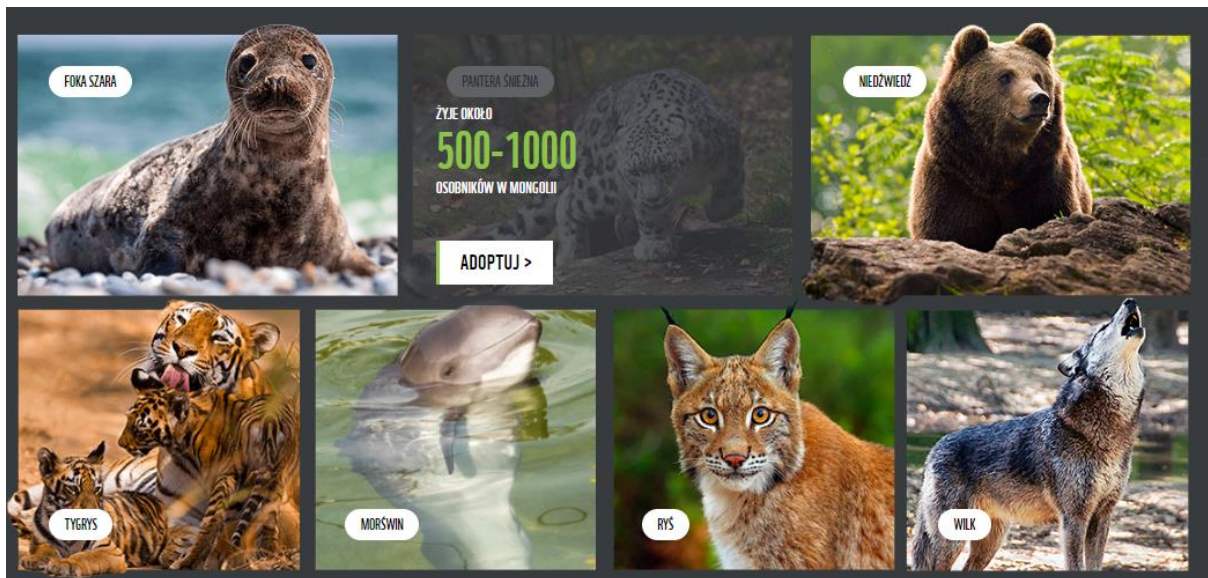 FOKA SZARA
PANTERA ŚNIEŻNA
ŻYJE OKOŁO
500-1000
OSOBNIKÓW W MONGOLII
ADOPTUJ >
NIEDŹWIEDŹ
TYGRYS
MORŚWIN
RYŚ
WILK